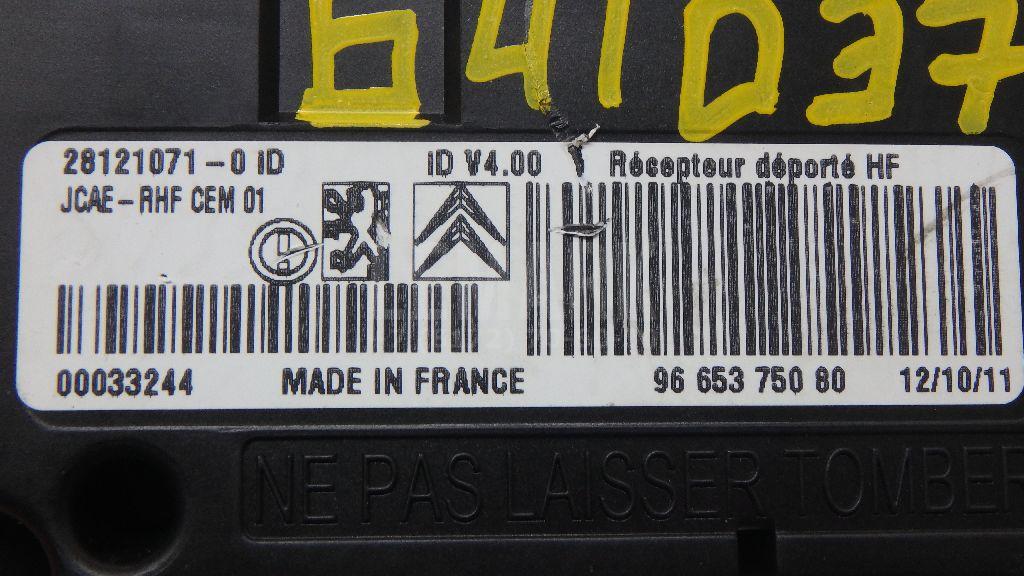 641037
28121071-0 ID ID V4.00 Récepteur déporté HF
JCAE-RHF CEM 01
00033244 MADE IN FRANCE 96 653 750 80 12/10/11
NE PAS LAISSER TOMBER